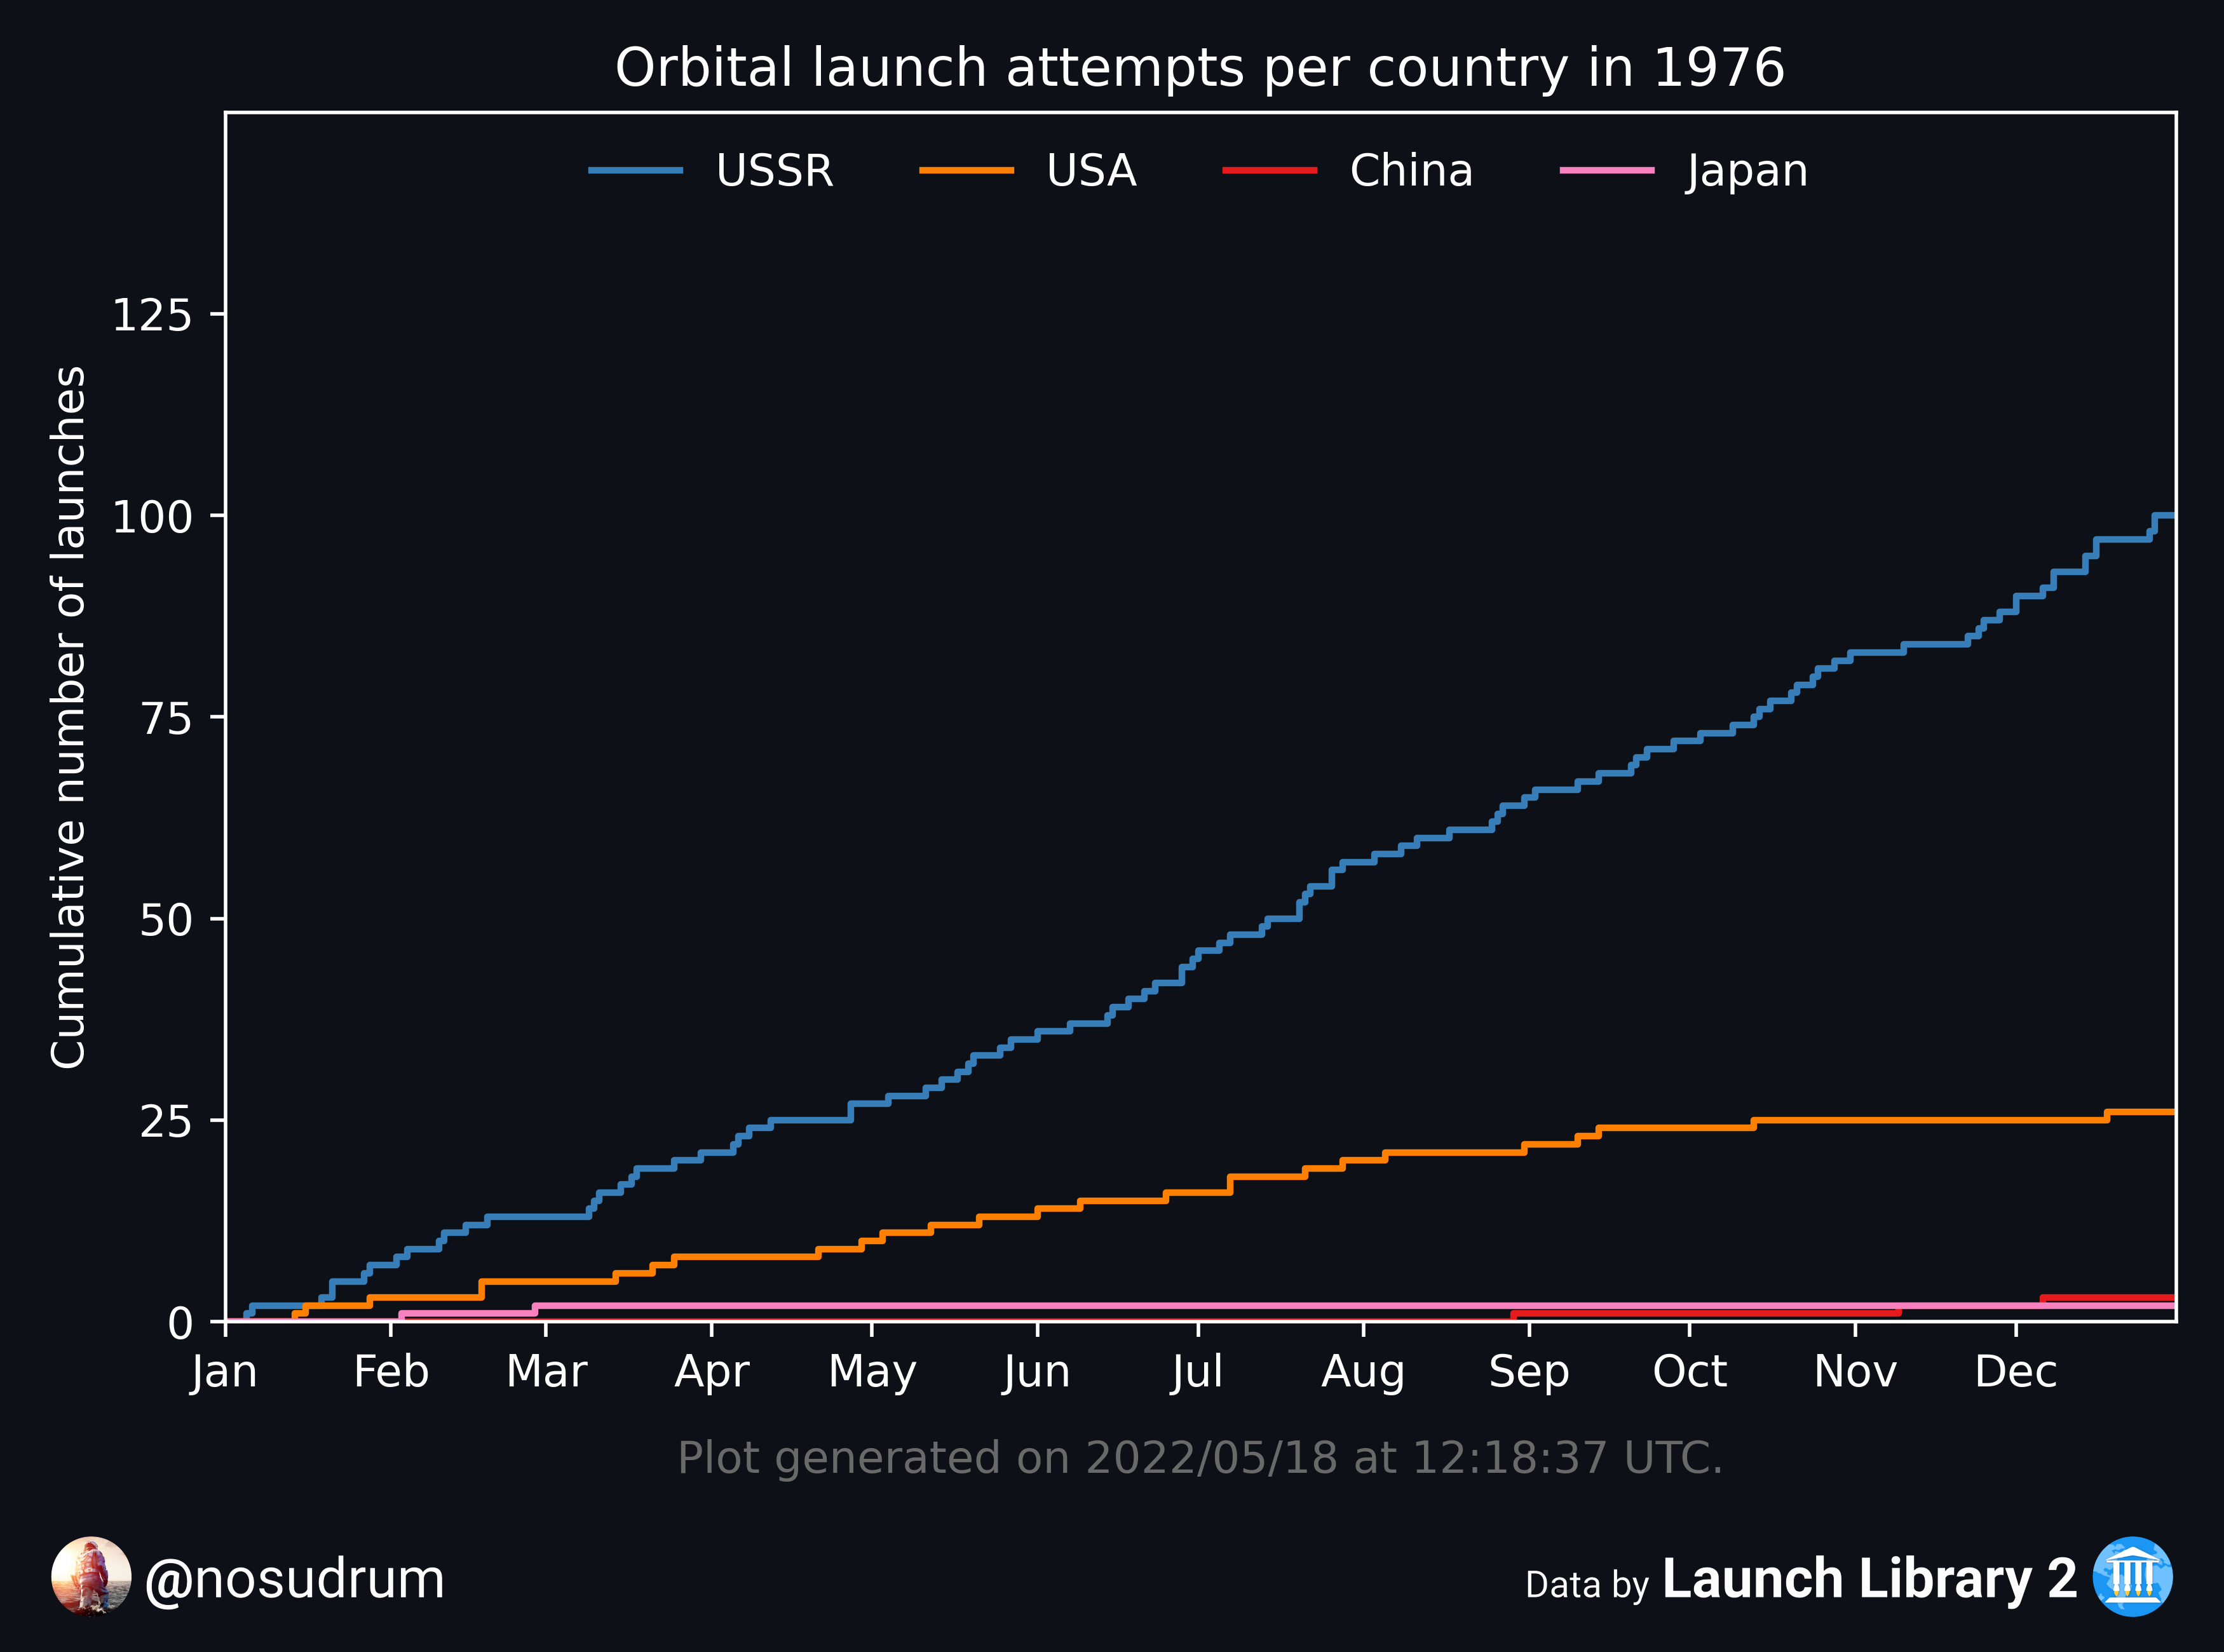 Orbital launch attempts per country in 1976
USSR USA China Japan
Cumulative number of launches
125
100
75
50
25
0
Jan Feb Mar Apr May Jun Jul Aug Sep Oct Nov Dec
Plot generated on 2022/05/18 at 12:18:37 UTC.
@nosudrum
Data by Launch Library 2